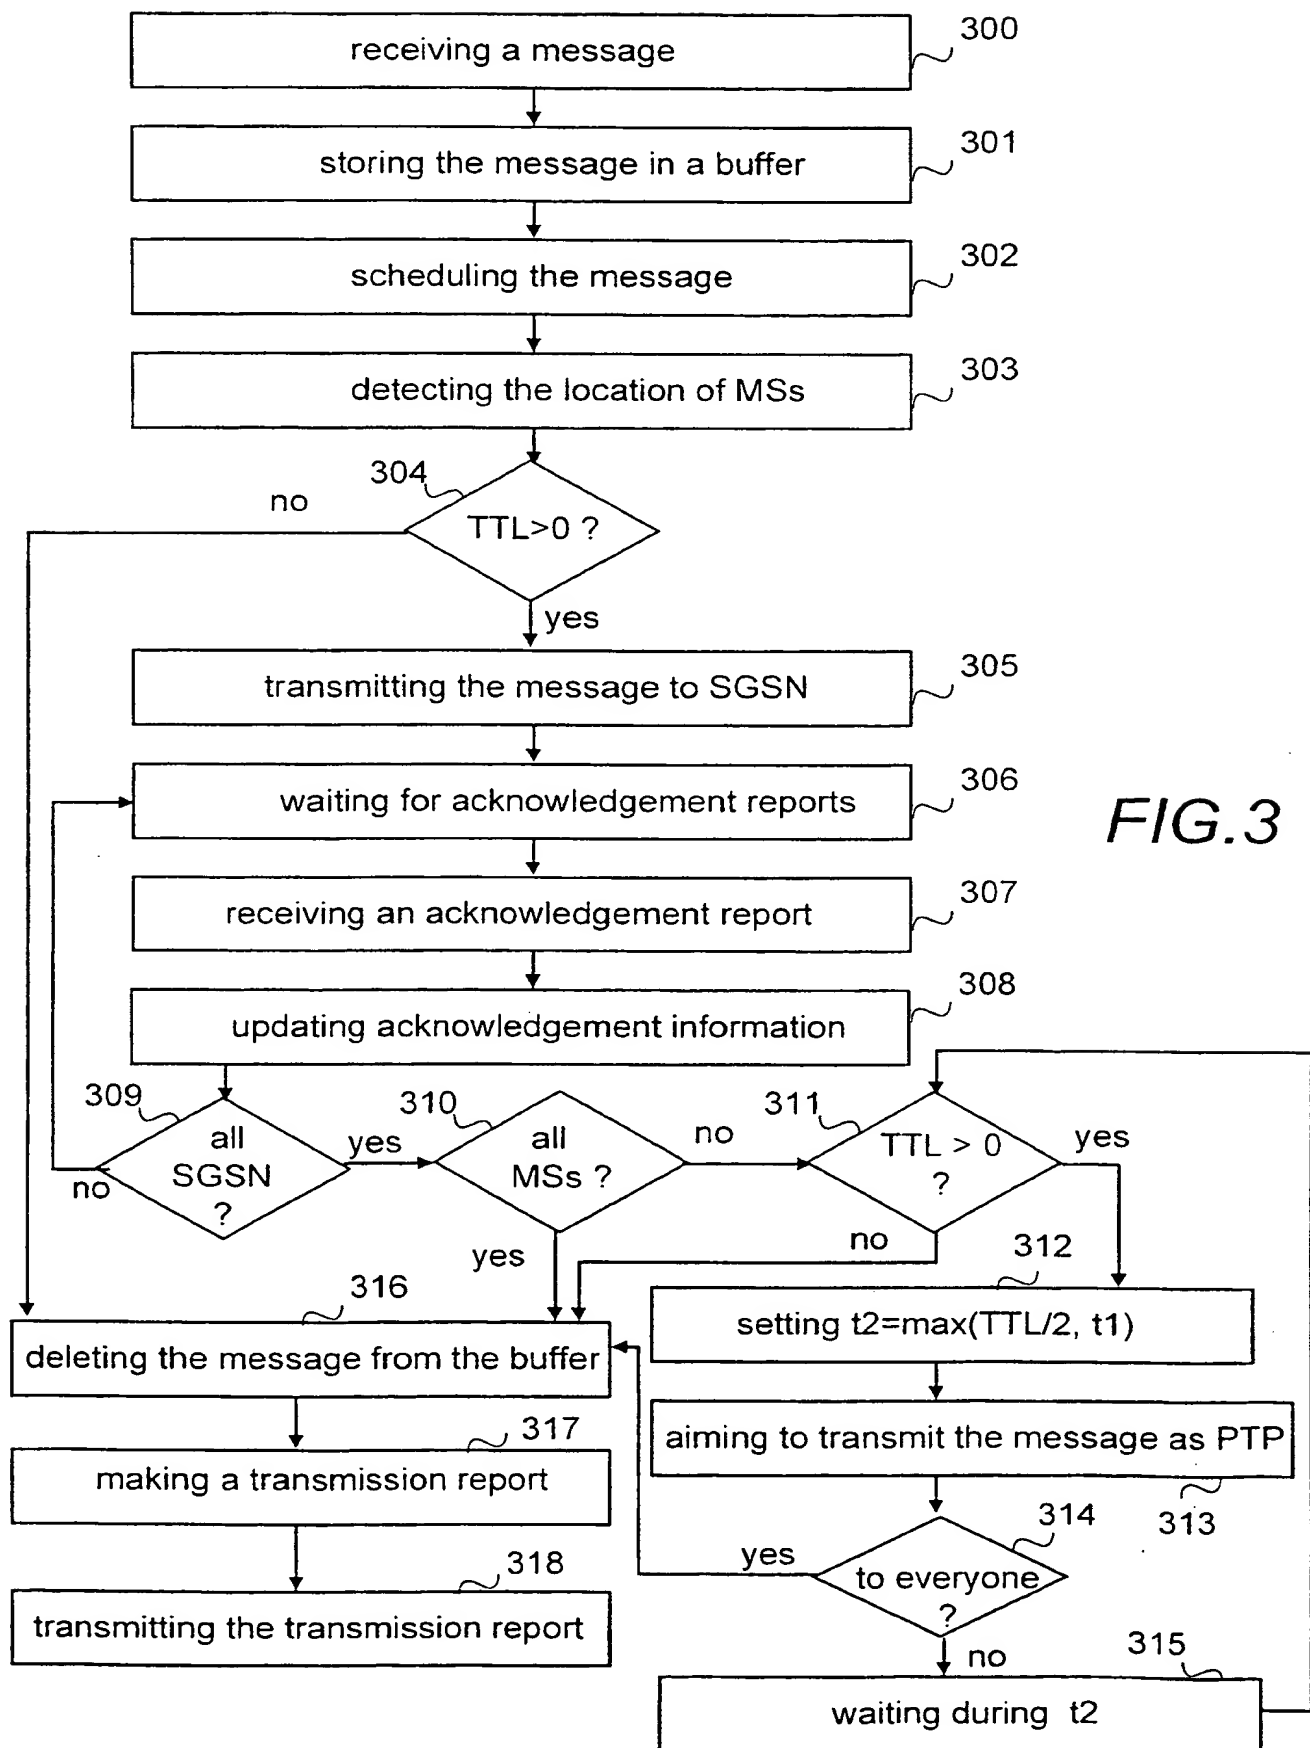 receiving a message
300
storing the message in a buffer
301
scheduling the message
302
detecting the location of MSs
303
304
no
TTL>0 ?
yes
transmitting the message to SGSN
305
waiting for acknowledgement reports
306
FIG.3
receiving an acknowledgement report
307
updating acknowledgement information
308
309
all
SGSN
?
no
yes
310
all
MSs ?
no
yes
311
TTL > 0
?
yes
no
312
setting t2=max(TTL/2, t1)
316
deleting the message from the buffer
aiming to transmit the message as PTP
313
317
making a transmission report
314
to everyone
?
yes
no
318
transmitting the transmission report
315
waiting during t2